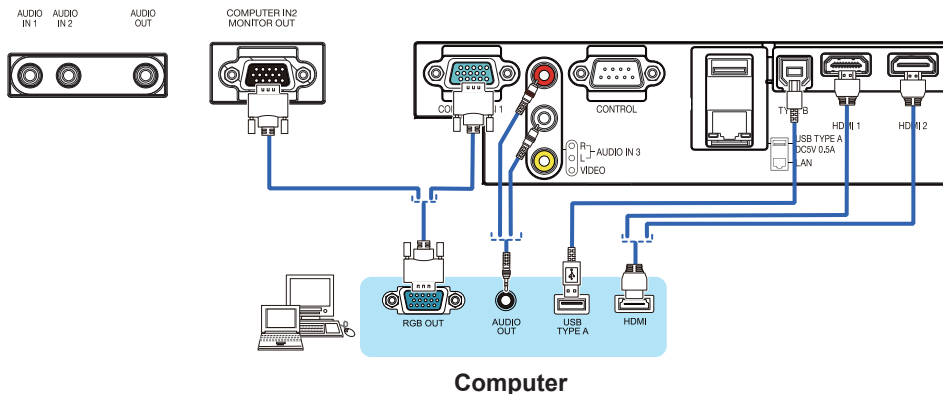 AUDIO IN 1
AUDIO IN 2
AUDIO OUT
COMPUTER IN2
MONITOR OUT
CONTROL
HDMI 1
HDMI 2
R
L
AUDIO IN 3
VIDEO
USB TYPE A
DC5V 0.5A
LAN
RGB OUT
AUDIO OUT
USB TYPE A
HDMI
Computer